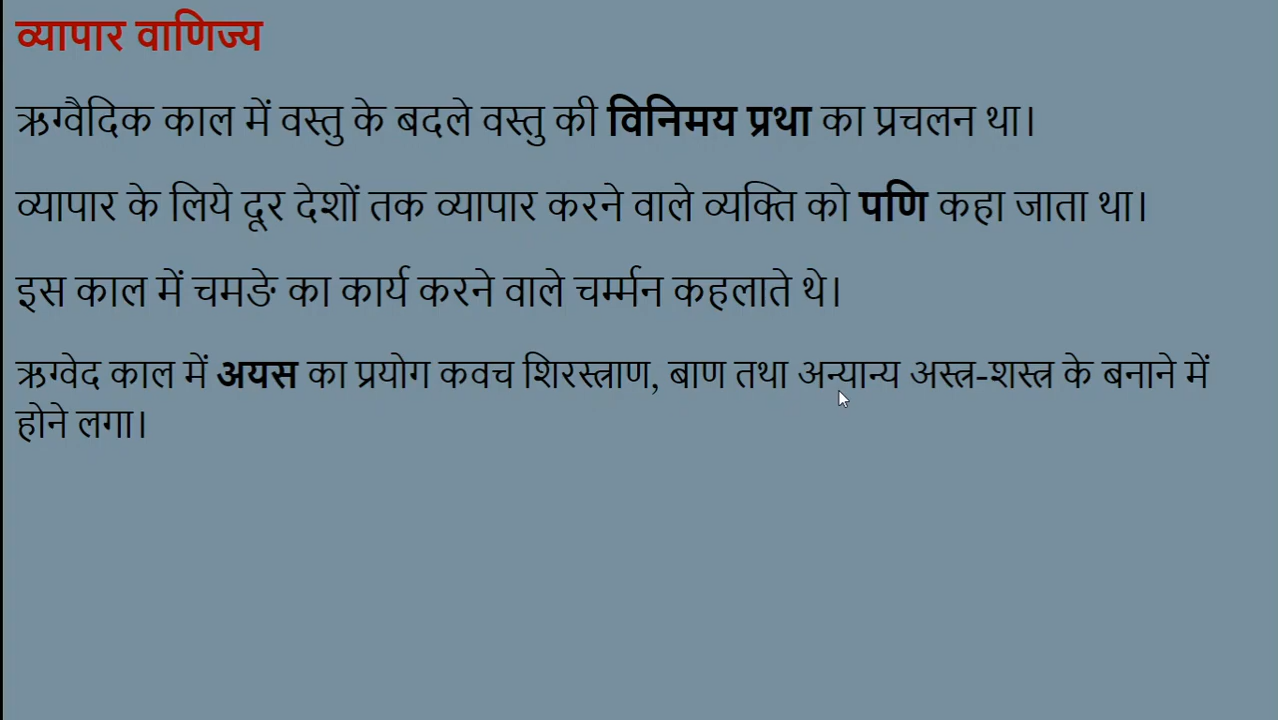 व्यापार वाणिज्य
ऋग्वैदिक काल में वस्तु के बदले वस्तु की विनिमय प्रथा का प्रचलन था।
व्यापार के लिये दूर देशों तक व्यापार करने वाले व्यक्ति को पणि कहा जाता था।
इस काल में चमङे का कार्य करने वाले चर्म्मन कहलाते थे।
ऋग्वेद काल में अयस का प्रयोग कवच शिरस्त्राण, बाण तथा अन्यान्य अस्त्र-शस्त्र के बनाने में
होने लगा।